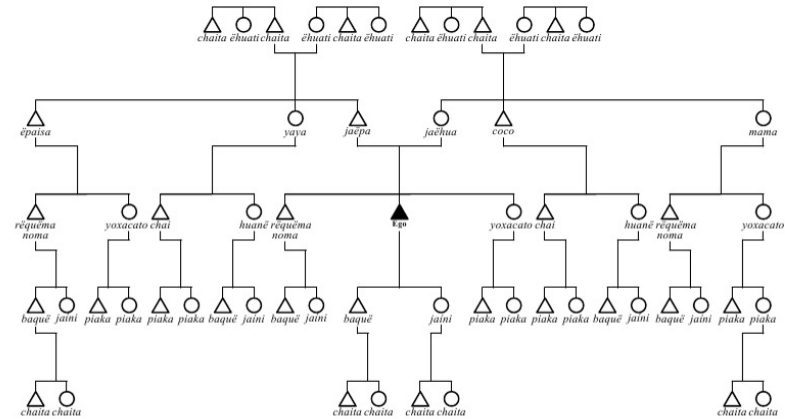 chaita ëhuati chaita ëhuati chaita ëhuati chaita ëhuati chaita ëhuati chaita ëhuati
ëpaisa yaya jaëpa jaëhua coco mama
rëquëma yoxacato chai huanë rëquëma Ego yoxacato chai huanë rëquëma yoxacato
noma noma noma
baquë jaini piaka piaka piaka piaka baquë jaini baquë jaini baquë jaini piaka piaka piaka piaka baquë jaini baquë jaini piaka piaka
chaita chaita chaita chaita chaita chaita chaita chaita